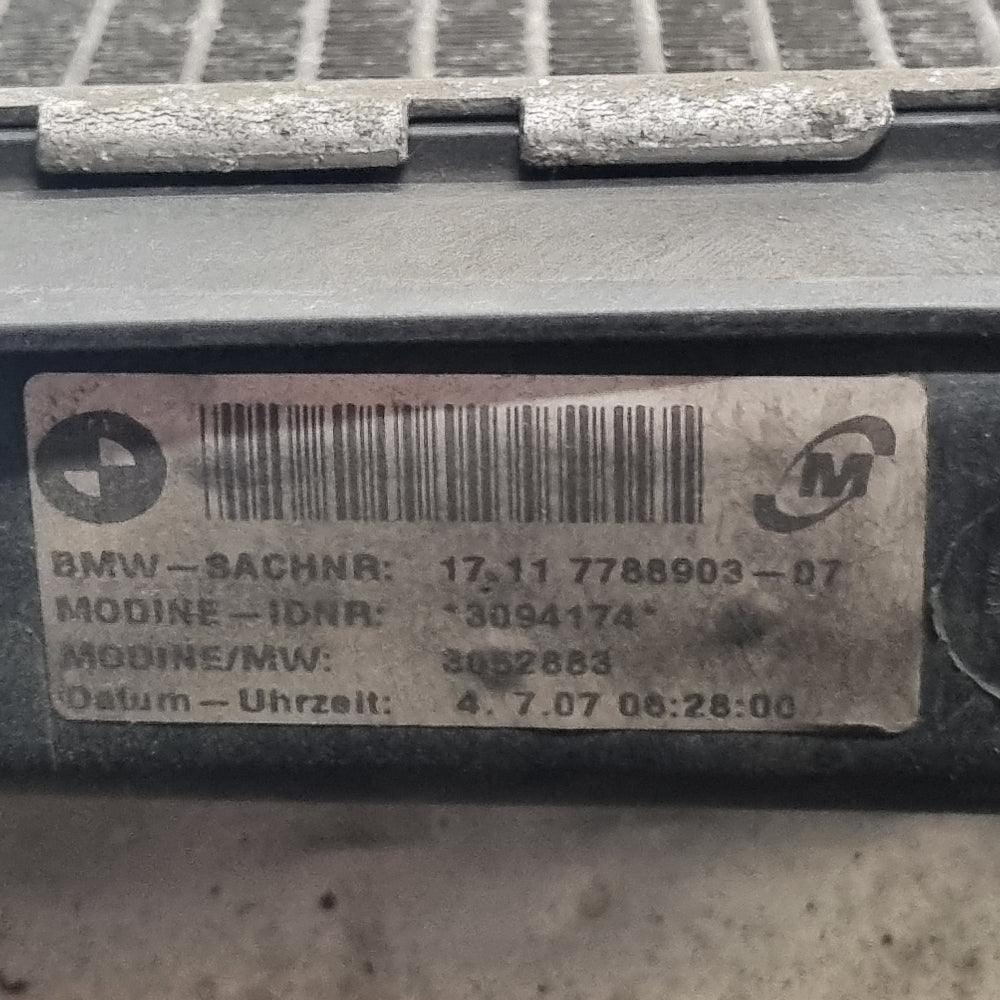 BMW-SACHNR: 17.11 7788903-07
MODINE-IDNR: *3094174*
MODINE/MW: 3052883
Datum-Uhrzeit: 4. 7.07 06:28:00
M